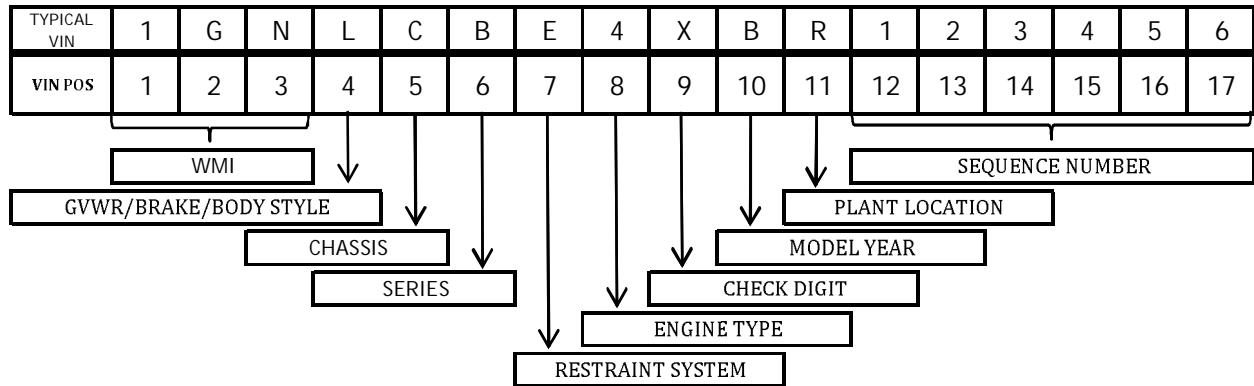 TYPICAL VIN 1 G N L C B E 4 X B R 1 2 3 4 5 6
VIN POS 1 2 3 4 5 6 7 8 9 10 11 12 13 14 15 16 17
WMI SEQUENCE NUMBER
GVWR/BRAKE/BODY STYLE PLANT LOCATION
CHASSIS MODEL YEAR
SERIES CHECK DIGIT
ENGINE TYPE
RESTRAINT SYSTEM